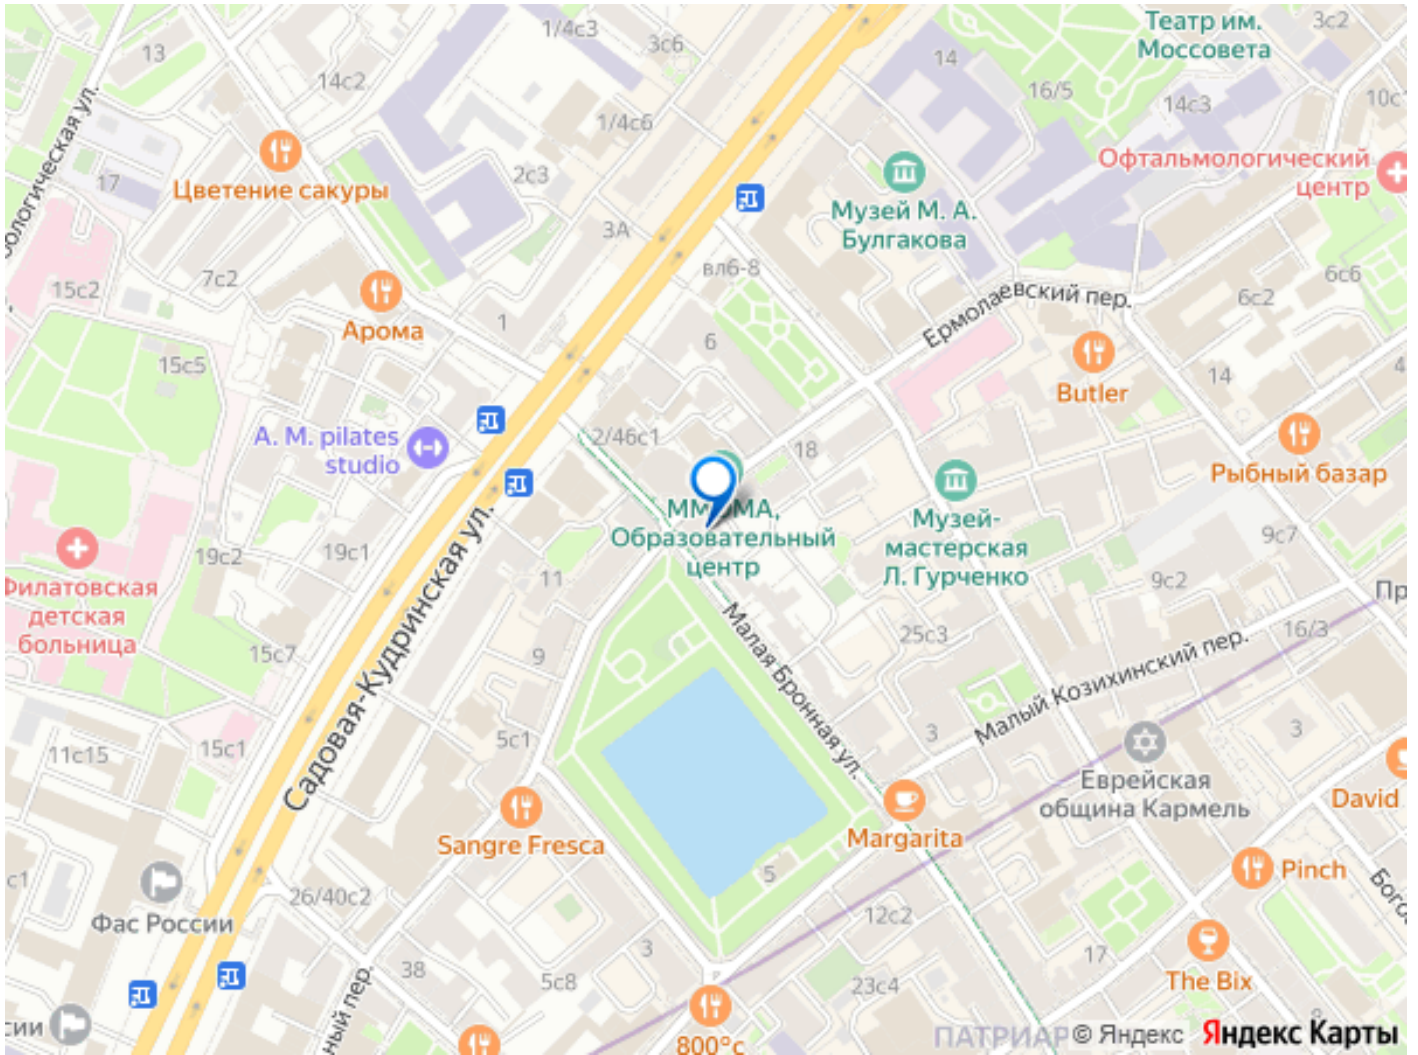 Театр им.
Моссовета
1/4с3
3с6
3с2
13
14с2
14
16/5
14с3
1/4с6
Офтальмологический
центр
2с3
17
Цветение сакуры
Музей М. А.
Булгакова
3А
вл6-8
7с2
15с2
6с6
6с2
Ермолаевский пер.
Арома
1
6
15с5
14
Butler
2/46с1
18
A. M. pilates
studio
Рыбный базар
Образовательный
центр
Музей-
мастерская
Л. Гурченко
19с2
19с1
11
9с7
9с2
Филатовская
детская
больница
Садовая-Кудринская ул.
Малая Бронная ул.
25с3
16/3
15с7
9
Малый Козихинский пер.
11с15
15с1
5с1
3
3
Еврейская
община Кармель
David
Sangre Fresca
Margarita
5
Pinch
26/40с2
Фас России
12с2
17
38
3
5с8
23с4
The Bix
800°с
ПАТРИАР
© Яндекс
Яндекс Карты